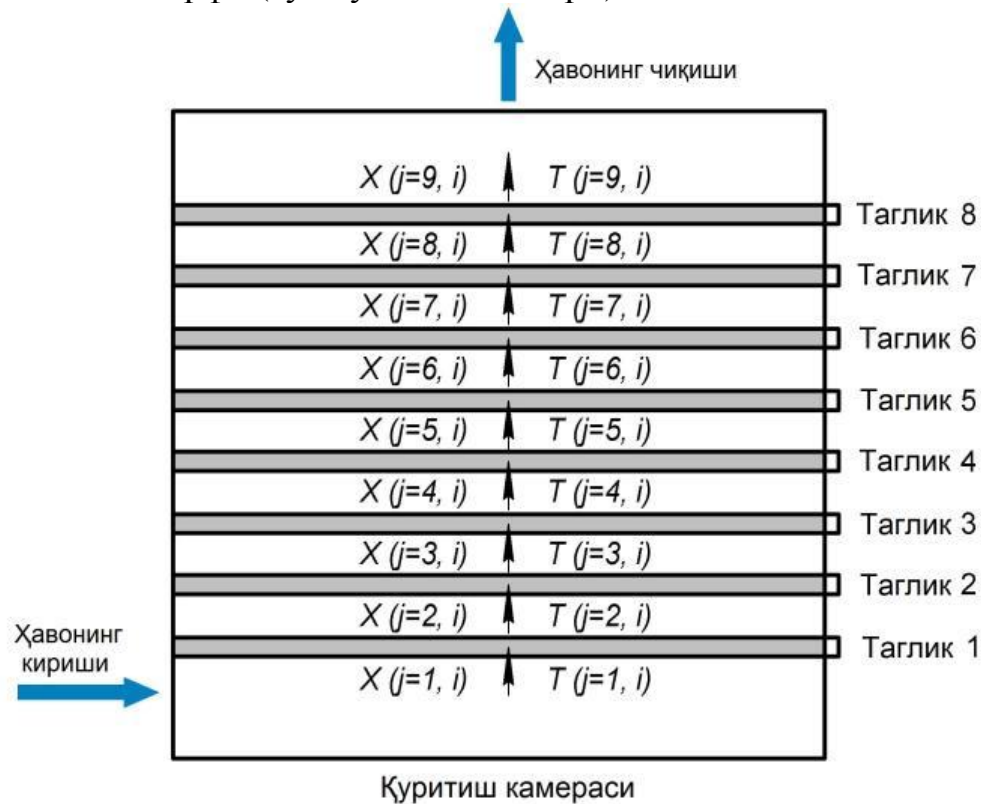 Ҳавонинг чиқиши
X (j=9, i) T (j=9, i)
Таглик 8
X (j=8, i) T (j=8, i)
Таглик 7
X (j=7, i) T (j=7, i)
Таглик 6
X (j=6, i) T (j=6, i)
Таглик 5
X (j=5, i) T (j=5, i)
Таглик 4
X (j=4, i) T (j=4, i)
Таглик 3
X (j=3, i) T (j=3, i)
Таглик 2
X (j=2, i) T (j=2, i)
Таглик 1
Ҳавонинг
кириши
X (j=1, i) T (j=1, i)
Қуритиш камераси